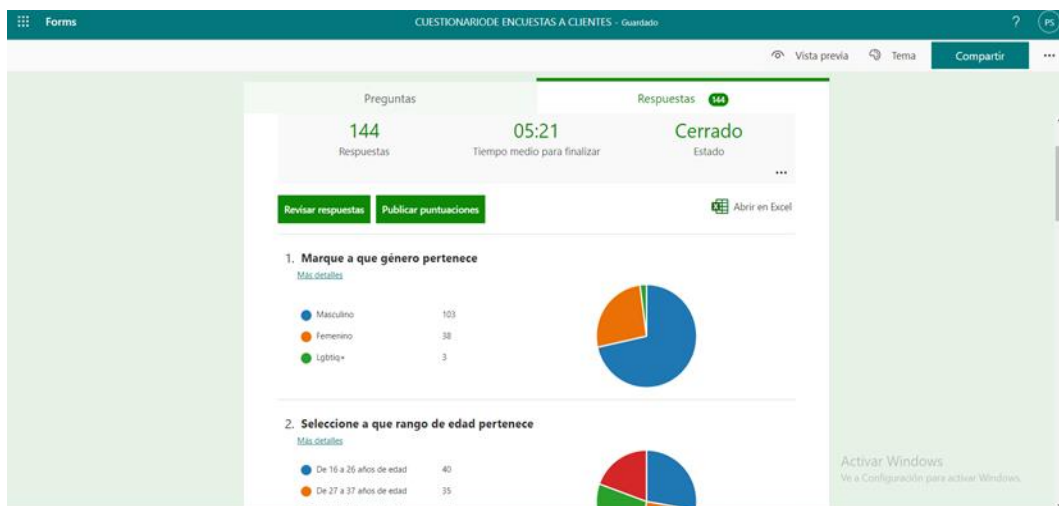 Forms CUESTIONARIODE ENCUESTAS A CLIENTES - Guardado ? PS
Vista previa Tema Compartir ...
Preguntas Respuestas 144
144 05:21 Cerrado
Respuestas Tiempo medio para finalizar Estado
...
Revisar respuestas Publicar puntuaciones Abrir en Excel
1. Marque a que género pertenece
Más detalles
Masculino 103
Femenino 38
Lgbtiq+ 3
2. Seleccione a que rango de edad pertenece
Más detalles
De 16 a 26 años de edad 40
De 27 a 37 años de edad 35
Activar Windows
Ve a Configuración para activar Windows.